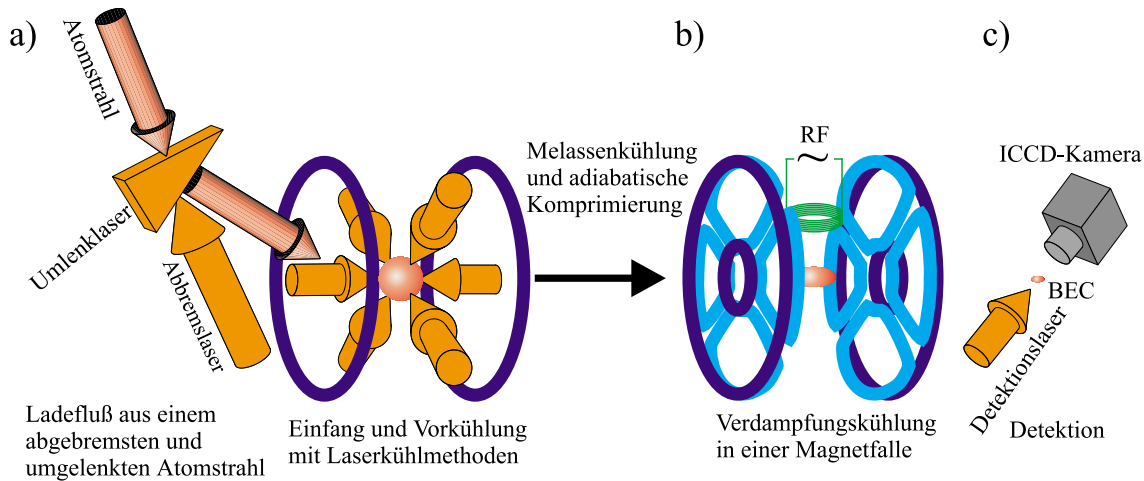 a)
Atomstrahl
Umlenklaser
Abbremslaser
Ladefluß aus einem
abgebremsten und
umgelenkten Atomstrahl
Einfang und Vorkühlung
mit Laserkühlmethoden
Melassenkühlung
und adiabatische
Komprimierung
b)
RF
~
Verdampfungskühlung
in einer Magnetfalle
c)
ICCD-Kamera
BEC
Detektionslaser
Detektion